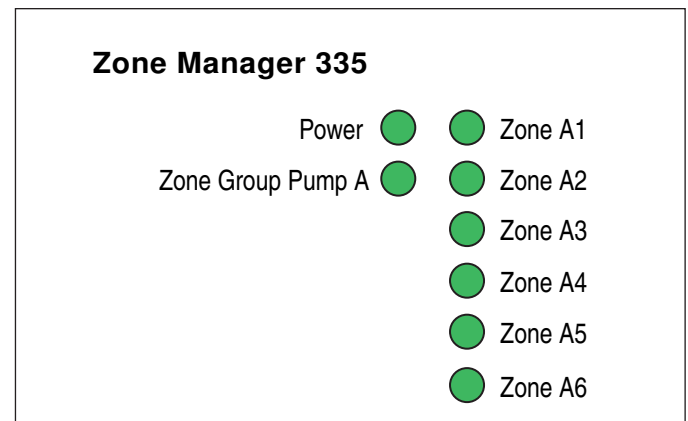 Zone Manager 335
Power
Zone A1
Zone Group Pump A
Zone A2
Zone A3
Zone A4
Zone A5
Zone A6